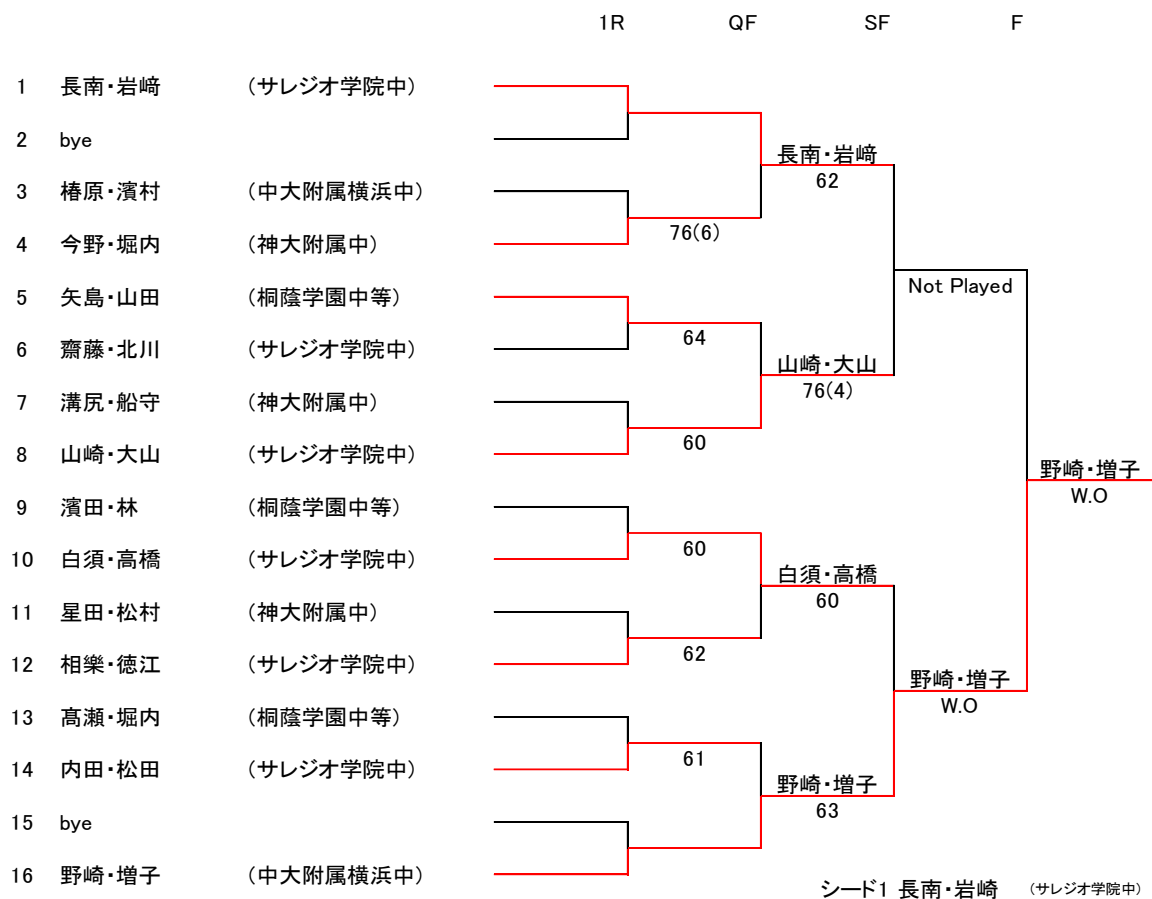 1R QF SF F
1 長南・岩﨑 (サレジオ学院中)
2 bye
長南・岩﨑
62
3 椿原・濱村 (中大附属横浜中)
76(6)
4 今野・堀内 (神大附属中)
Not Played
5 矢島・山田 (桐蔭学園中等)
64
6 齋藤・北川 (サレジオ学院中)
山崎・大山
76(4)
7 溝尻・船守 (神大附属中)
60
8 山崎・大山 (サレジオ学院中)
野崎・増子
W.O
9 濱田・林 (桐蔭学園中等)
60
10 白須・高橋 (サレジオ学院中)
白須・高橋
60
11 星田・松村 (神大附属中)
62
12 相樂・徳江 (サレジオ学院中)
野崎・増子
W.O
13 髙瀬・堀内 (桐蔭学園中等)
61
14 内田・松田 (サレジオ学院中)
野崎・増子
63
15 bye
16 野崎・増子 (中大附属横浜中)
シード1 長南・岩崎 (サレジオ学院中)